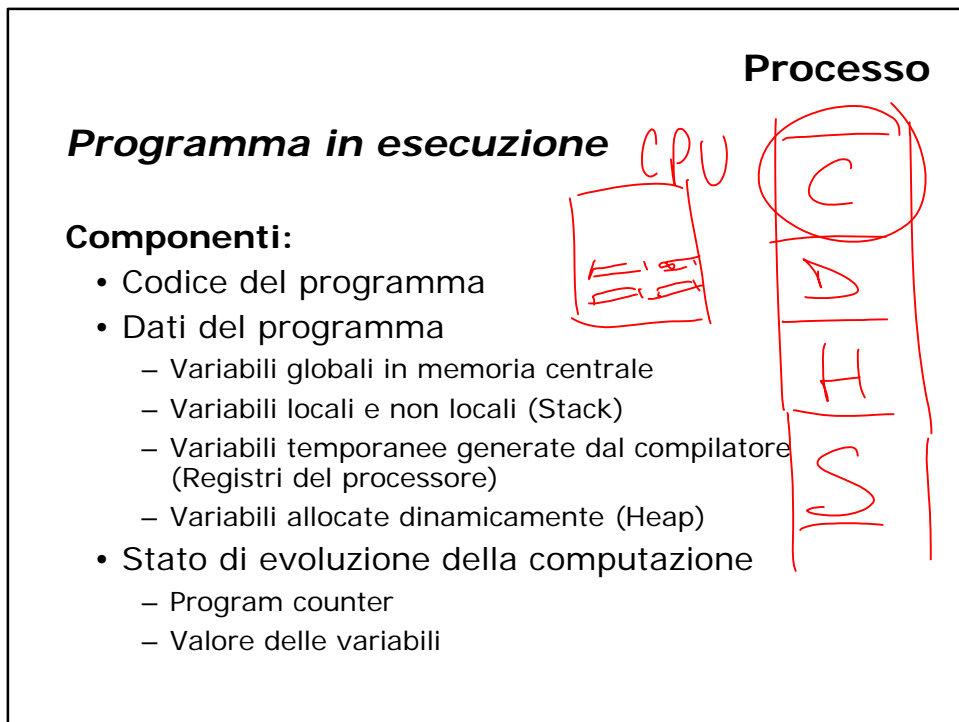 Processo
Programma in esecuzione
CPU
C
D
H
S
Componenti:
• Codice del programma
• Dati del programma
– Variabili globali in memoria centrale
– Variabili locali e non locali (Stack)
– Variabili temporanee generate dal compilatore
(Registri del processore)
– Variabili allocate dinamicamente (Heap)
• Stato di evoluzione della computazione
– Program counter
– Valore delle variabili